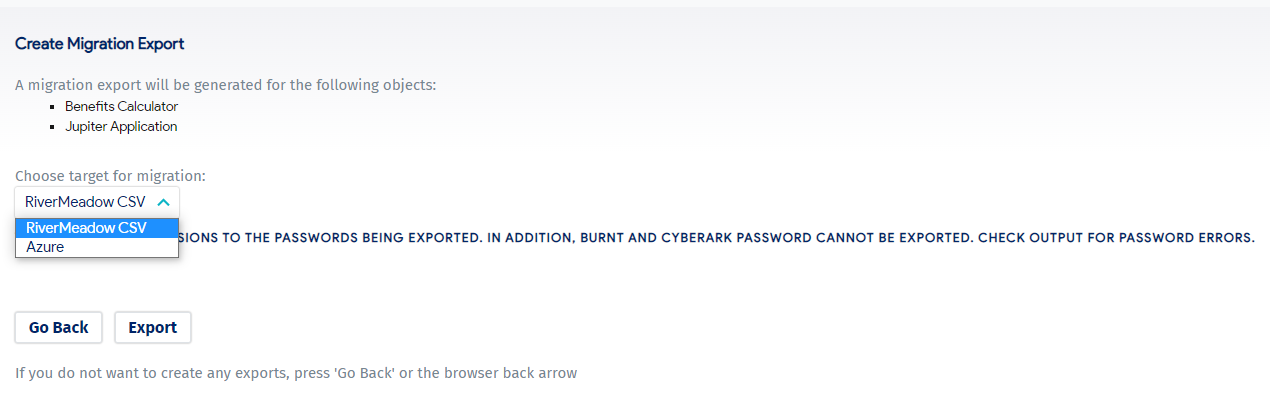 Create Migration Export
A migration export will be generated for the following objects:
Benefits Calculator
Jupiter Application
Choose target for migration:
RiverMeadow CSV
RiverMeadow CSV
Azure
SIONS TO THE PASSWORDS BEING EXPORTED. IN ADDITION, BURNT AND CYBERARK PASSWORD CANNOT BE EXPORTED. CHECK OUTPUT FOR PASSWORD ERRORS.
Go Back
Export
If you do not want to create any exports, press 'Go Back' or the browser back arrow